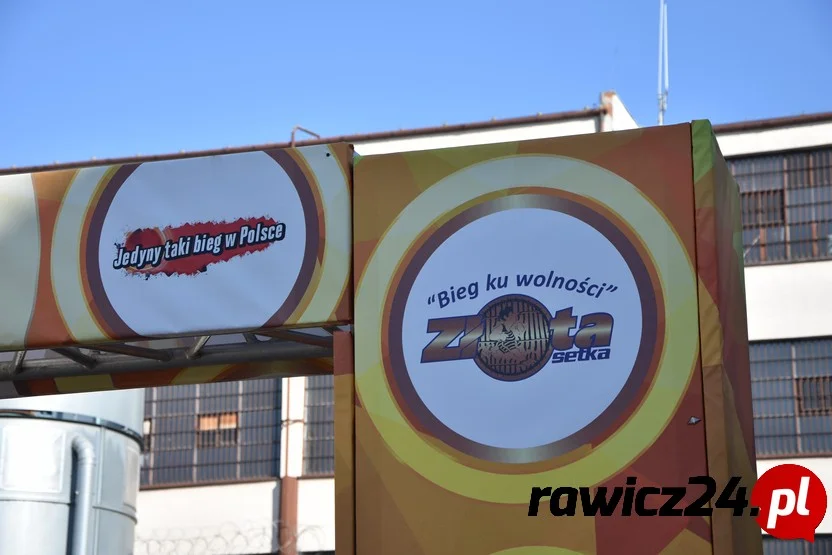 Jedyny taki bieg w Polsce
"Bieg ku wolności"
złota
setka
rawicz24.pl